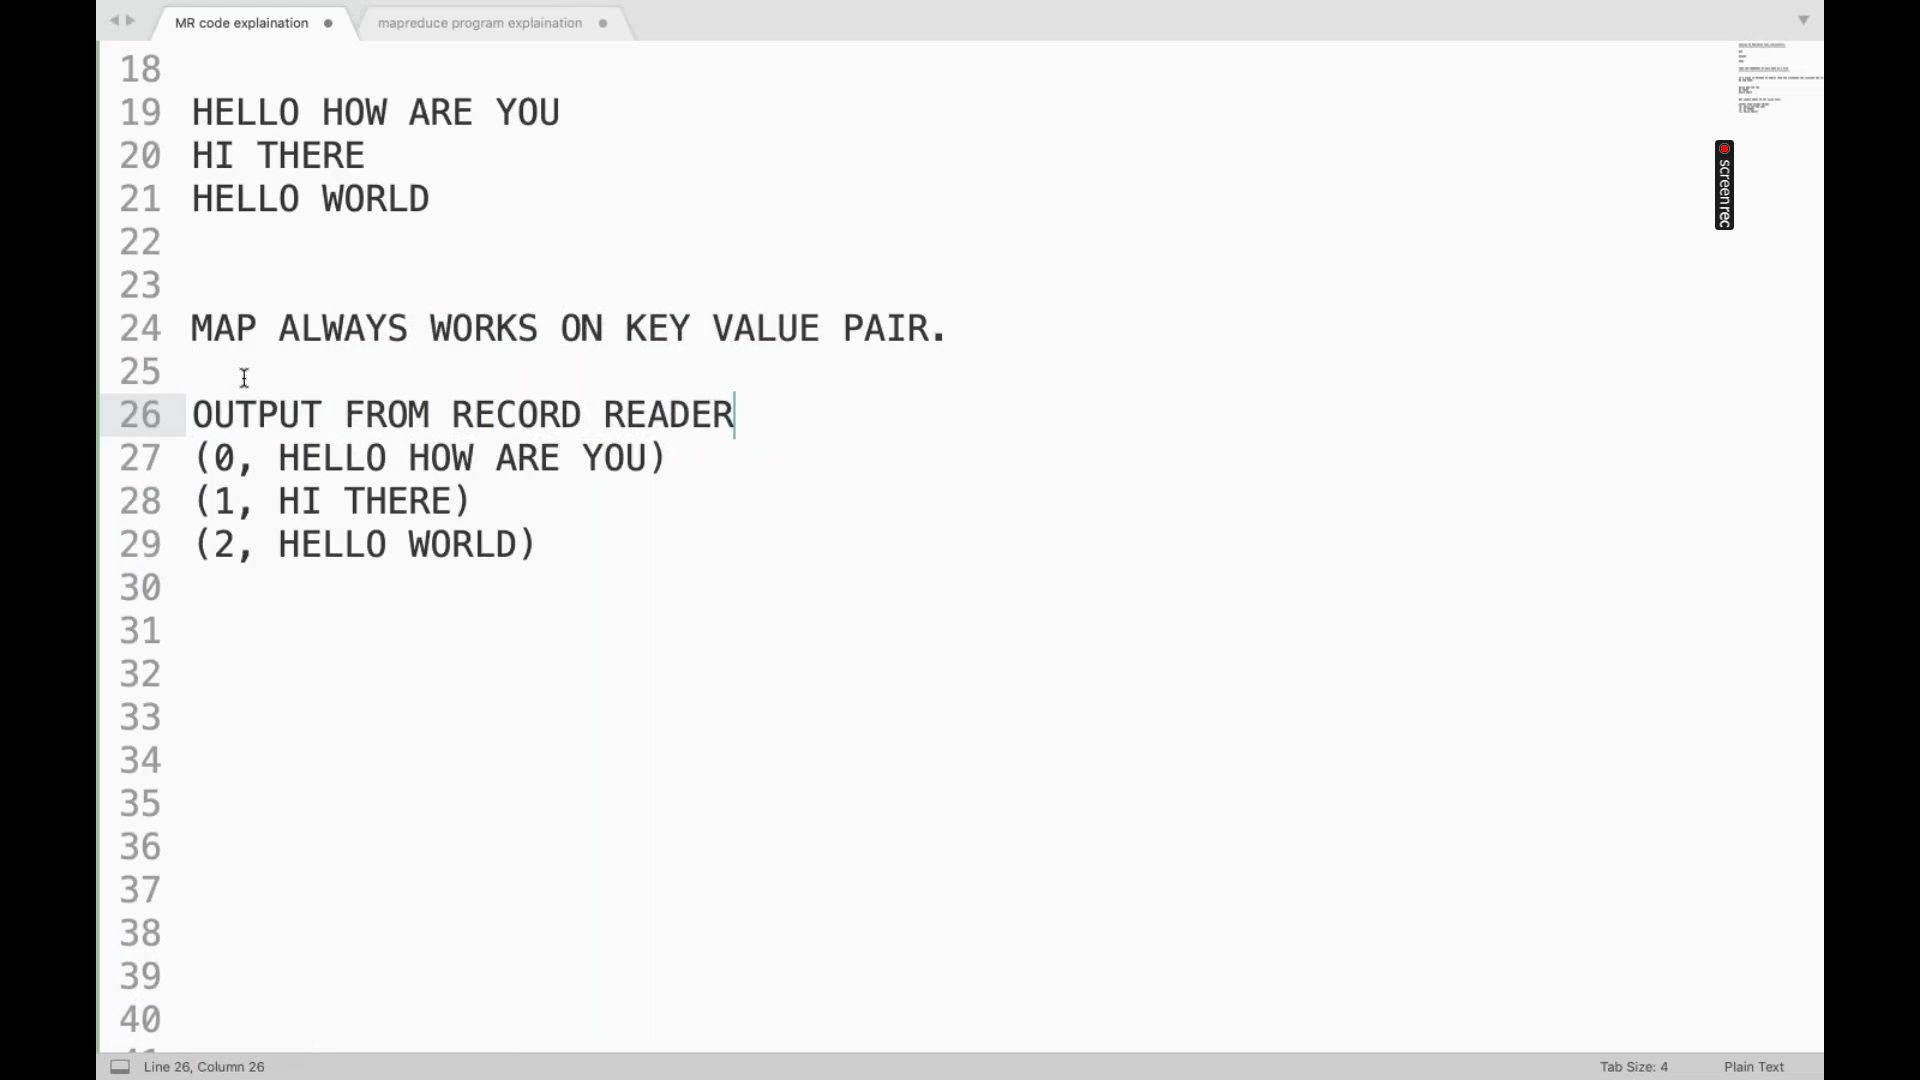 MR code explaination
mapreduce program explaination
18
19 HELLO HOW ARE YOU
20 HI THERE
21 HELLO WORLD
22
23
24 MAP ALWAYS WORKS ON KEY VALUE PAIR.
25
26 OUTPUT FROM RECORD READER
27 (0, HELLO HOW ARE YOU)
28 (1, HI THERE)
29 (2, HELLO WORLD)
30
31
32
33
34
35
36
37
38
39
40
screenrec
Line 26, Column 26
Tab Size: 4
Plain Text